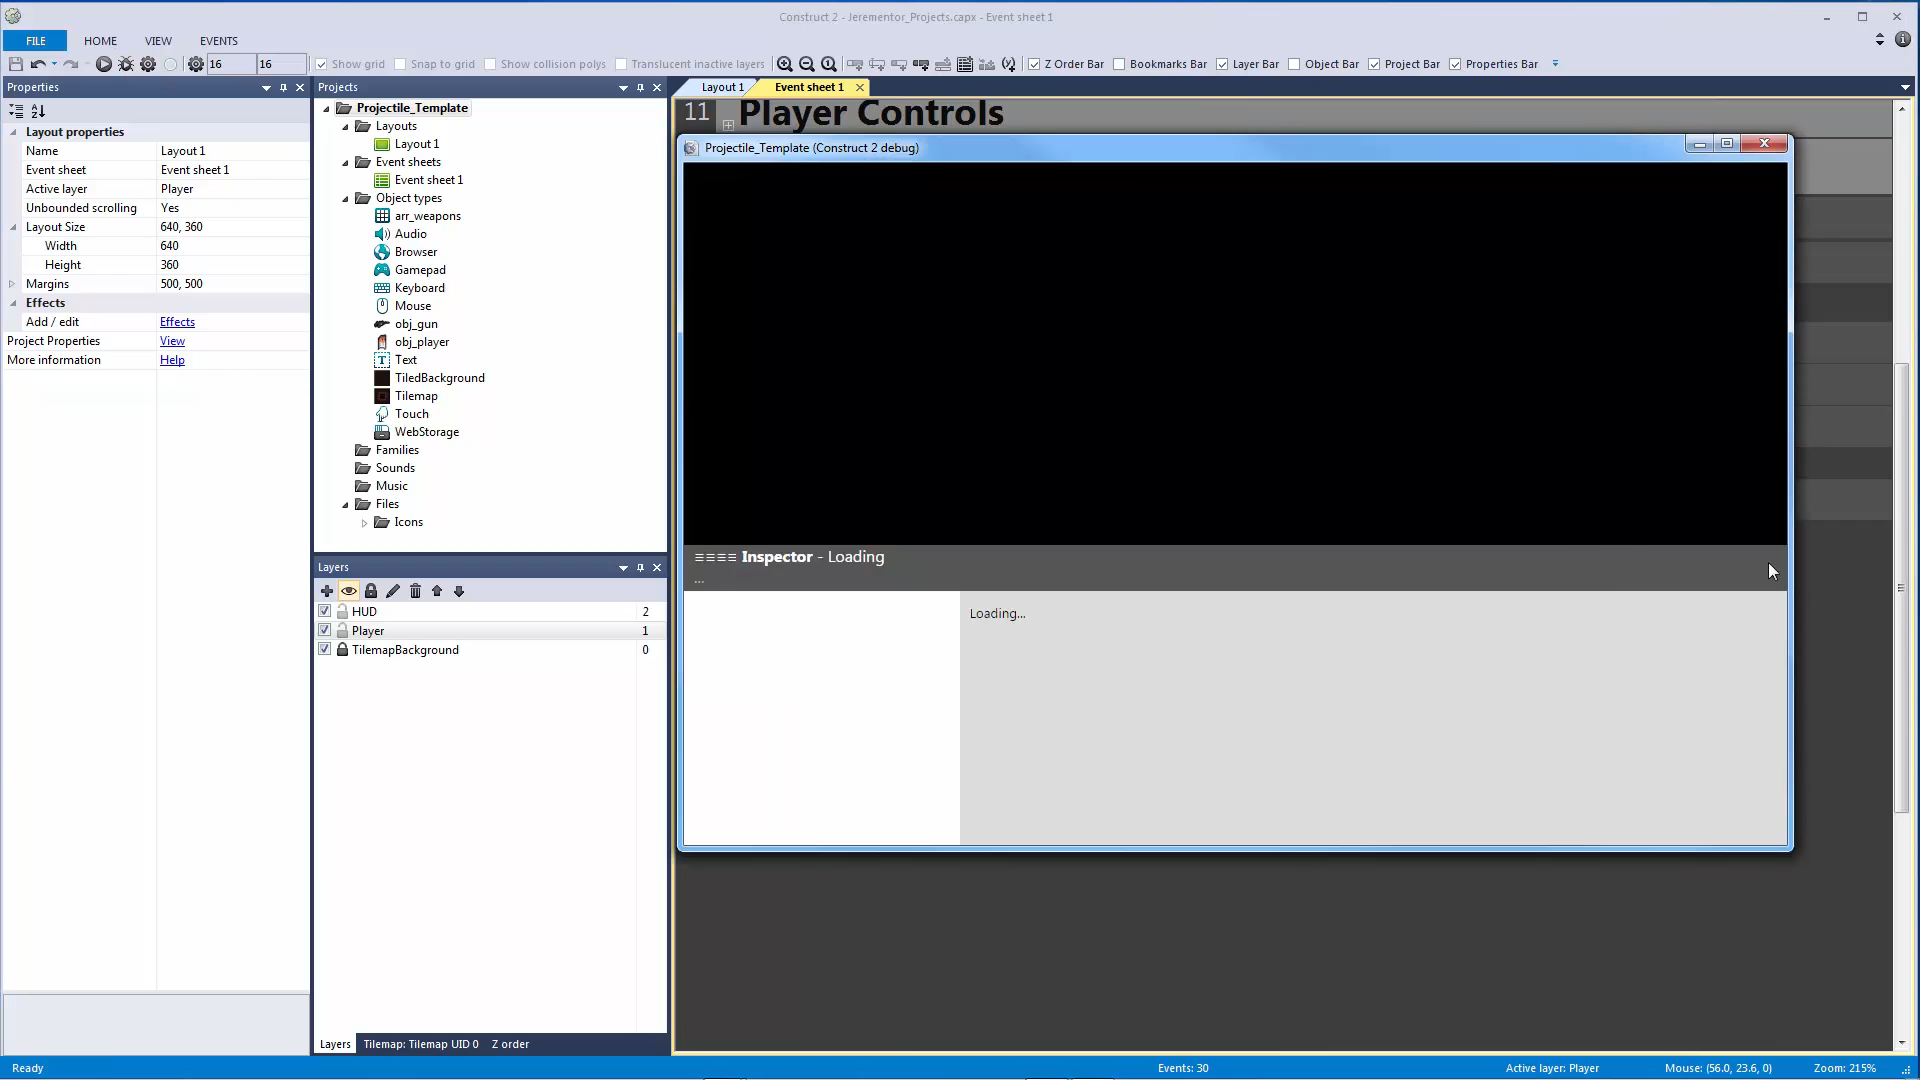 Construct 2 - Jerementor_Projects.capx - Event sheet 1
FILE HOME VIEW EVENTS
16 16 Show grid Snap to grid Show collision polys Translucent inactive layers Z Order Bar Bookmarks Bar Layer Bar Object Bar Project Bar Properties Bar
Properties
Layout properties
Name Layout 1
Event sheet Event sheet 1
Active layer Player
Unbounded scrolling Yes
Layout Size 640, 360
Width 640
Height 360
Margins 500, 500
Effects
Add / edit Effects
Project Properties View
More information Help
Projects
Projectile_Template
Layouts
Layout 1
Event sheets
Event sheet 1
Object types
arr_weapons
Audio
Browser
Gamepad
Keyboard
Mouse
obj_gun
obj_player
Text
TiledBackground
Tilemap
Touch
WebStorage
Families
Sounds
Music
Files
Icons
Layers
HUD 2
Player 1
TilemapBackground 0
Layers Tilemap: Tilemap UID 0 Z order
Layout 1 Event sheet 1
11 Player Controls
Projectile_Template (Construct 2 debug)
Inspector - Loading
...
Loading...
Ready Events: 30 Active layer: Player Mouse: (56.0, 23.6, 0) Zoom: 215%